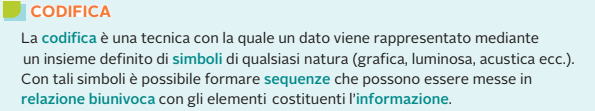 CODIFICA
La codifica è una tecnica con la quale un dato viene rappresentato mediante
un insieme definito di simboli di qualsiasi natura (grafica, luminosa, acustica ecc.).
Con tali simboli è possibile formare sequenze che possono essere messe in
relazione biunivoca con gli elementi costituenti l'informazione.